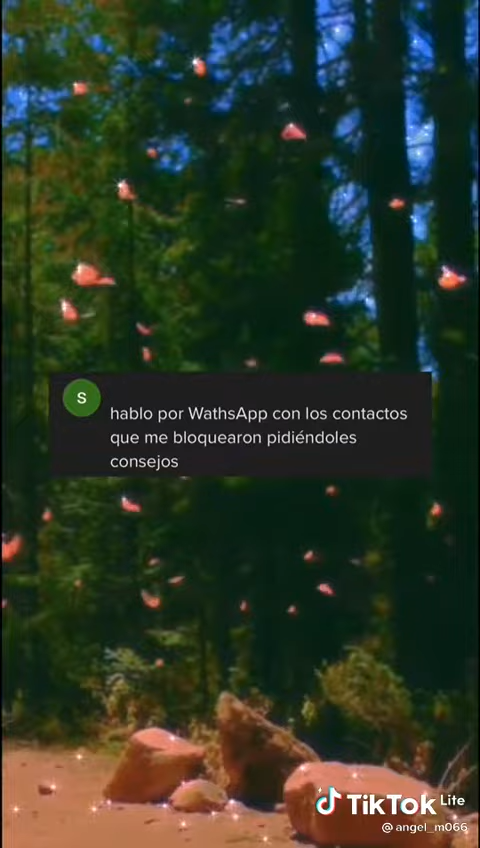 S
hablo por WathsApp con los contactos
que me bloquearon pidiéndoles
consejos
TikTok Lite
@angel_m066